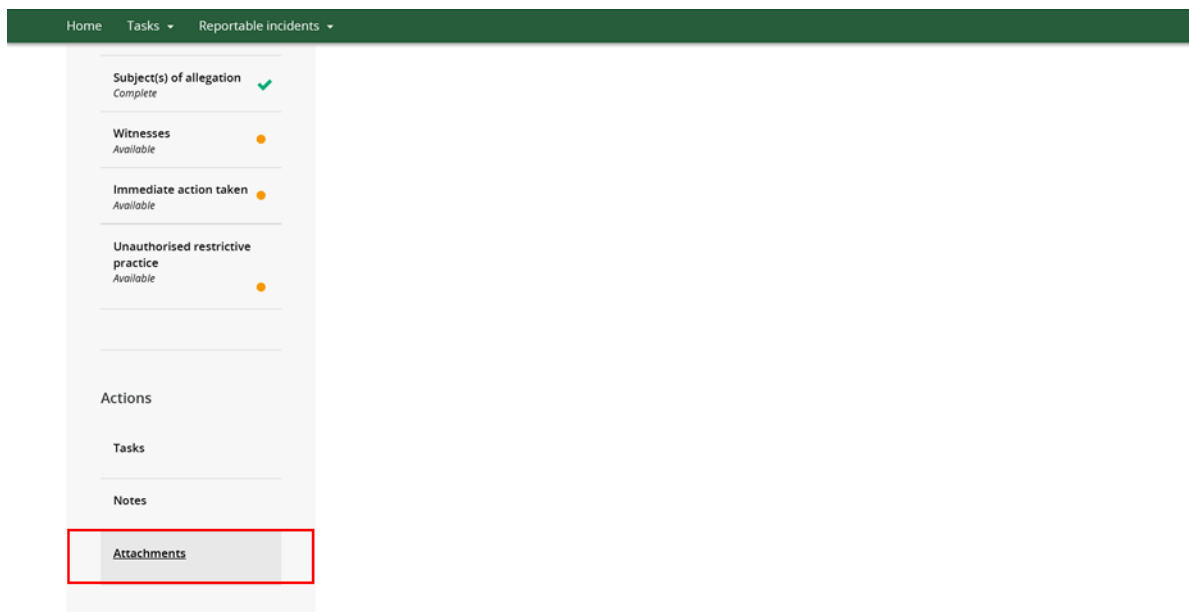 Home Tasks Reportable incidents
Subject(s) of allegation
Complete
Witnesses
Available
Immediate action taken
Available
Unauthorised restrictive
practice
Available
Actions
Tasks
Notes
Attachments